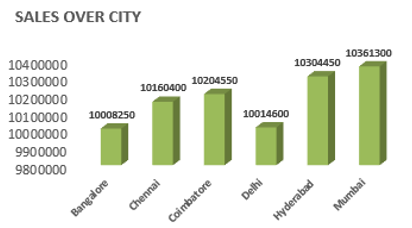 SALES OVER CITY
10400000
10300000
10200000
10100000
10000000
9900000
9800000
10008250
10160400
10204550
10014600
10304450
10361300
Bangalore
Chennai
Coimbatore
Delhi
Hyderabad
Mumbai